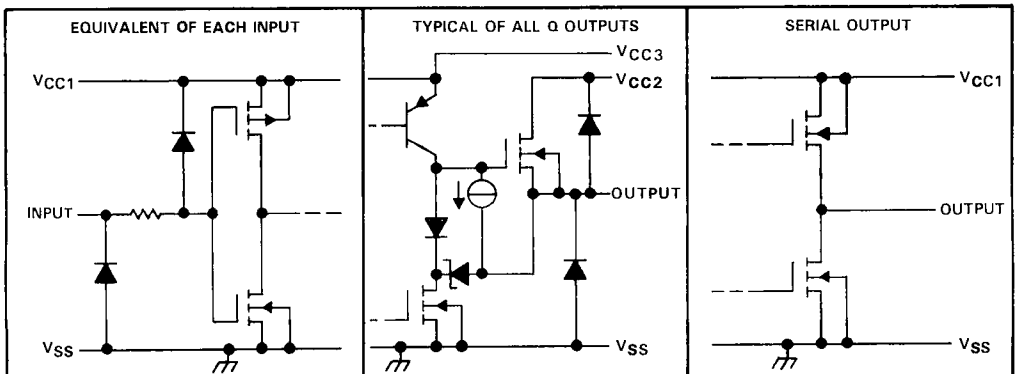 EQUIVALENT OF EACH INPUT
VCC1
INPUT
VSS
TYPICAL OF ALL Q OUTPUTS
VCC3
VCC2
OUTPUT
VSS
SERIAL OUTPUT
VCC1
OUTPUT
VSS